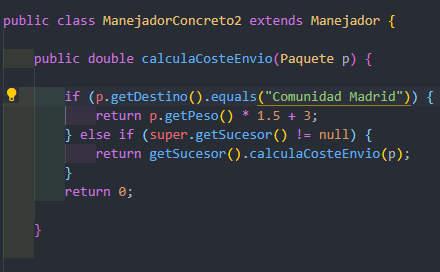 public class ManejadorConcreto2 extends Manejador {
public double calculaCosteEnvio(Paquete p) {
if (p.getDestino().equals("Comunidad Madrid")) {
return p.getPeso() * 1.5 + 3;
} else if (super.getSucesor() != null) {
return getSucesor().calculaCosteEnvio(p);
}
return 0;
}